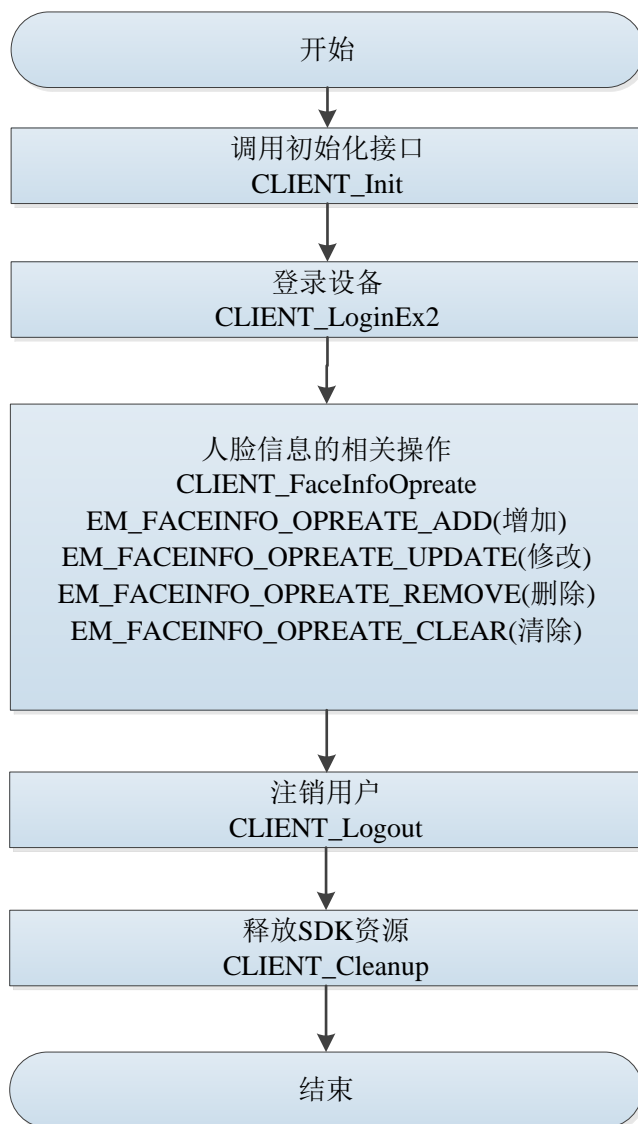 开始
调用初始化接口
CLIENT_Init
登录设备
CLIENT_LoginEx2
人脸信息的相关操作
CLIENT_FaceInfoOpreate
EM_FACEINFO_OPREATE_ADD(增加)
EM_FACEINFO_OPREATE_UPDATE(修改)
EM_FACEINFO_OPREATE_REMOVE(删除)
EM_FACEINFO_OPREATE_CLEAR(清除)
注销用户
CLIENT_Logout
释放SDK资源
CLIENT_Cleanup
结束